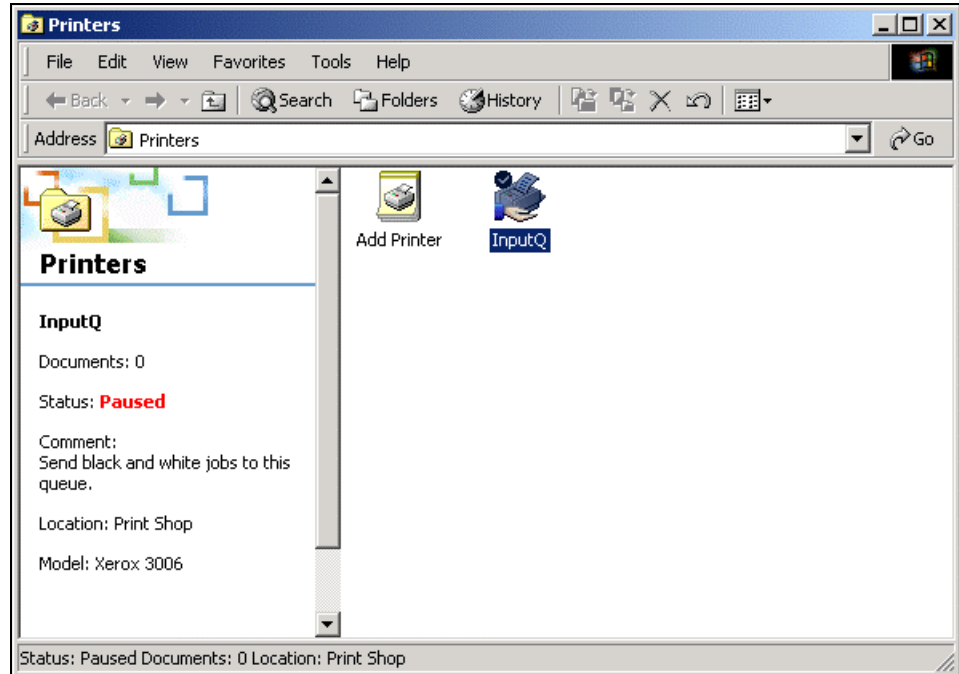 Printers
File Edit View Favorites Tools Help
Back Search Folders History
Address Printers Go
Printers
InputQ
Documents: 0
Status: Paused
Comment:
Send black and white jobs to this
queue.
Location: Print Shop
Model: Xerox 3006
Add Printer InputQ
Status: Paused Documents: 0 Location: Print Shop